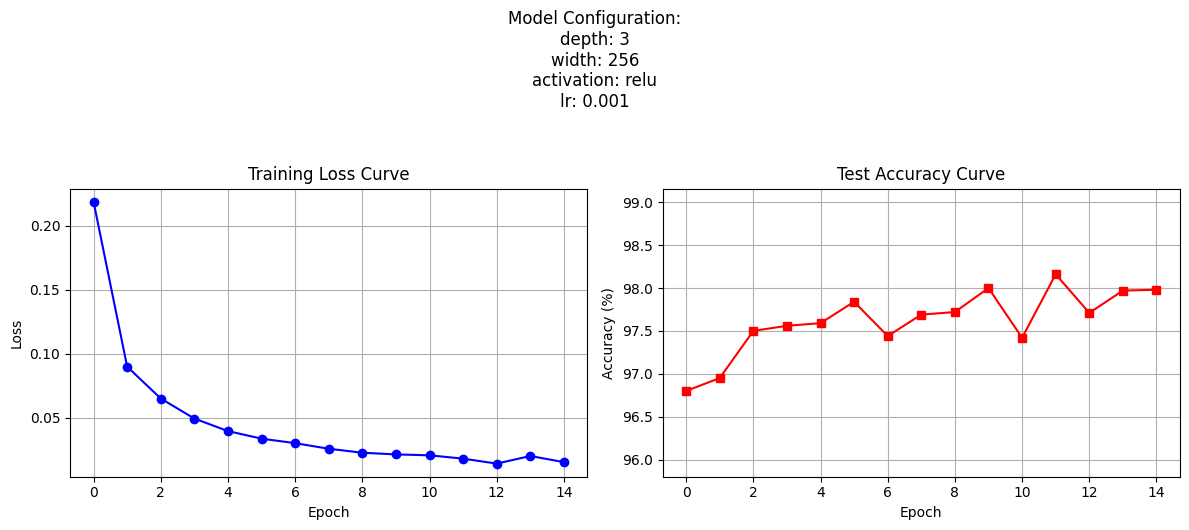 Model Configuration:
depth: 3
width: 256
activation: relu
lr: 0.001
Training Loss Curve
0.20
0.15
0.10
0.05
Loss
0 2 4 6 8 10 12 14
Epoch
Test Accuracy Curve
99.0
98.5
98.0
97.5
97.0
96.5
96.0
Accuracy (%)
0 2 4 6 8 10 12 14
Epoch